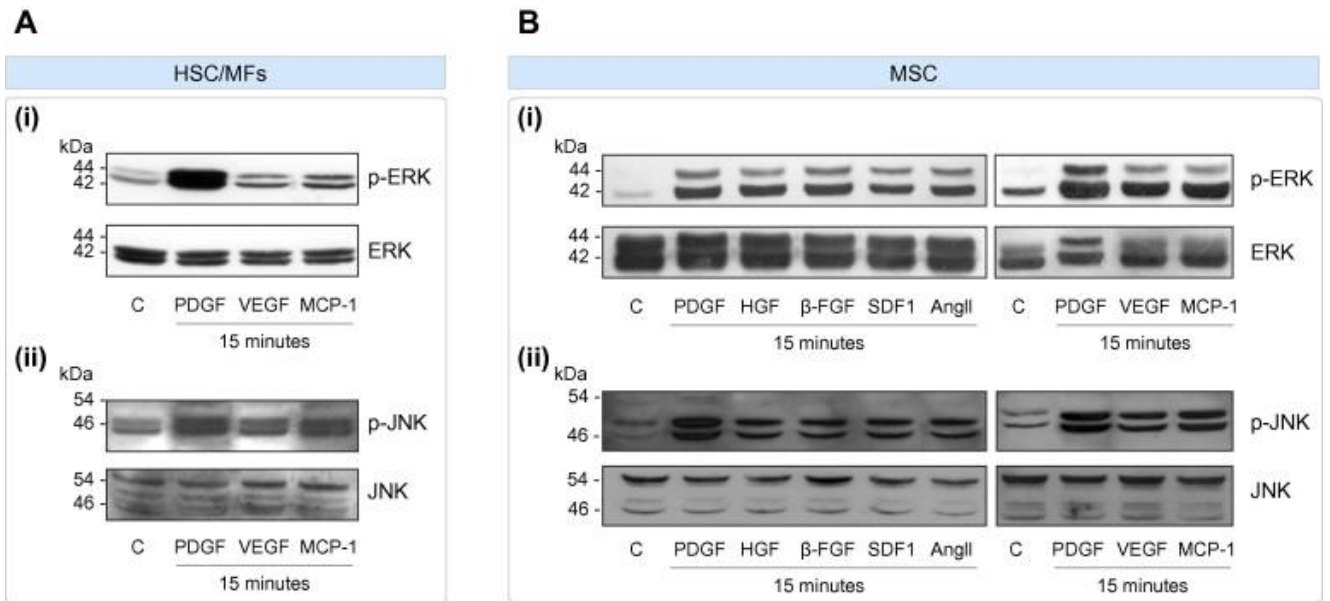 A
HSC/MFs
(i)
kDa
44
42
p-ERK
44
42
ERK
C PDGF VEGF MCP-1
15 minutes
(ii)
kDa
54
46
p-JNK
54
46
JNK
C PDGF VEGF MCP-1
15 minutes
B
MSC
(i)
kDa
44
42
p-ERK
44
42
ERK
C PDGF HGF β-FGF SDF1 AngII C PDGF VEGF MCP-1
15 minutes 15 minutes
(ii)
kDa
54
46
p-JNK
54
46
JNK
C PDGF HGF β-FGF SDF1 AngII C PDGF VEGF MCP-1
15 minutes 15 minutes